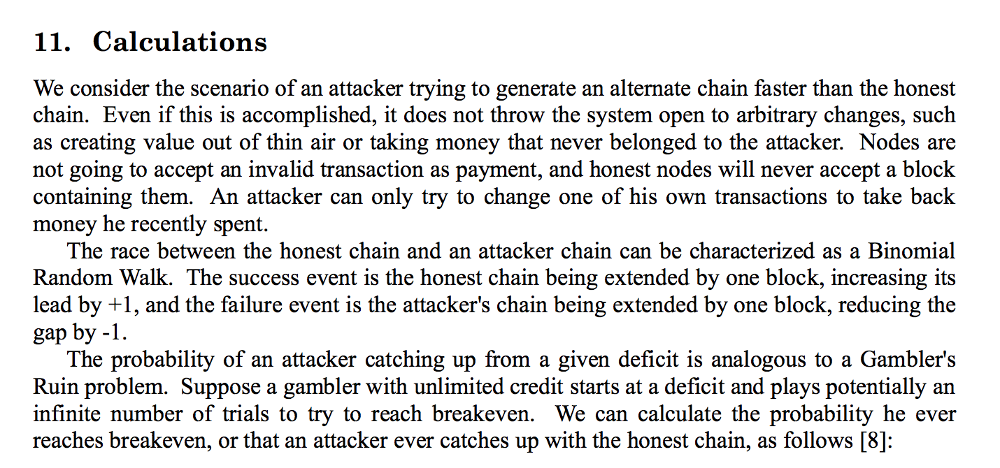 11. Calculations
We consider the scenario of an attacker trying to generate an alternate chain faster than the honest
chain. Even if this is accomplished, it does not throw the system open to arbitrary changes, such
as creating value out of thin air or taking money that never belonged to the attacker. Nodes are
not going to accept an invalid transaction as payment, and honest nodes will never accept a block
containing them. An attacker can only try to change one of his own transactions to take back
money he recently spent.
The race between the honest chain and an attacker chain can be characterized as a Binomial
Random Walk. The success event is the honest chain being extended by one block, increasing its
lead by +1, and the failure event is the attacker's chain being extended by one block, reducing the
gap by -1.
The probability of an attacker catching up from a given deficit is analogous to a Gambler's
Ruin problem. Suppose a gambler with unlimited credit starts at a deficit and plays potentially an
infinite number of trials to try to reach breakeven. We can calculate the probability he ever
reaches breakeven, or that an attacker ever catches up with the honest chain, as follows [8]: